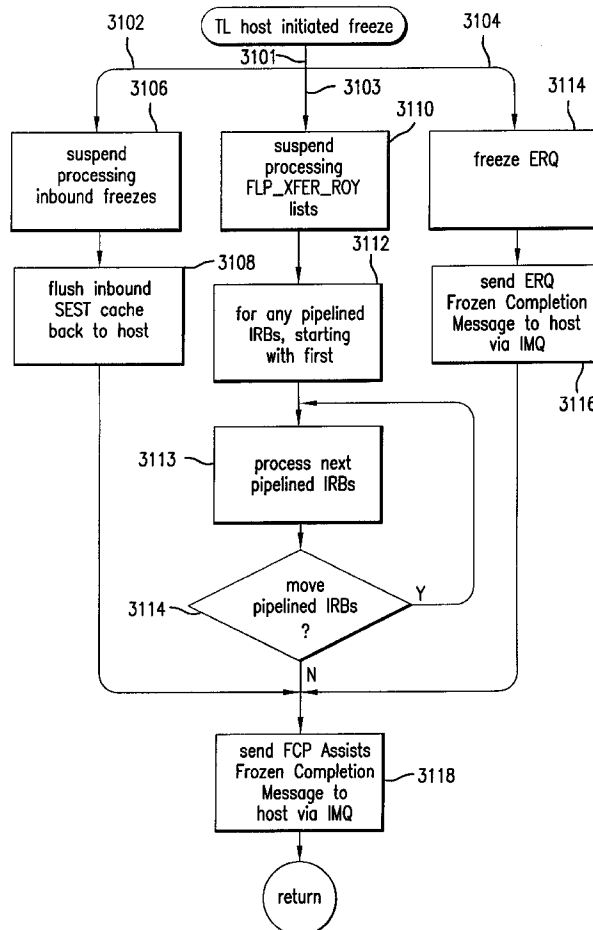 TL host initiated freeze
3102
3101
3104
3103
3106
3110
3114
suspend
processing
inbound freezes
suspend
processing
FLP_XFER_ROY
lists
freeze ERQ
3108
3112
flush inbound
SEST cache
back to host
for any pipelined
IRBs, starting
with first
send ERQ
Frozen Completion
Message to host
via IMQ
3116
3113
process next
pipelined IRBs
move
pipelined IRBs
?
Y
3114
N
send FCP Assists
Frozen Completion
Message to
host via IMQ
3118
return